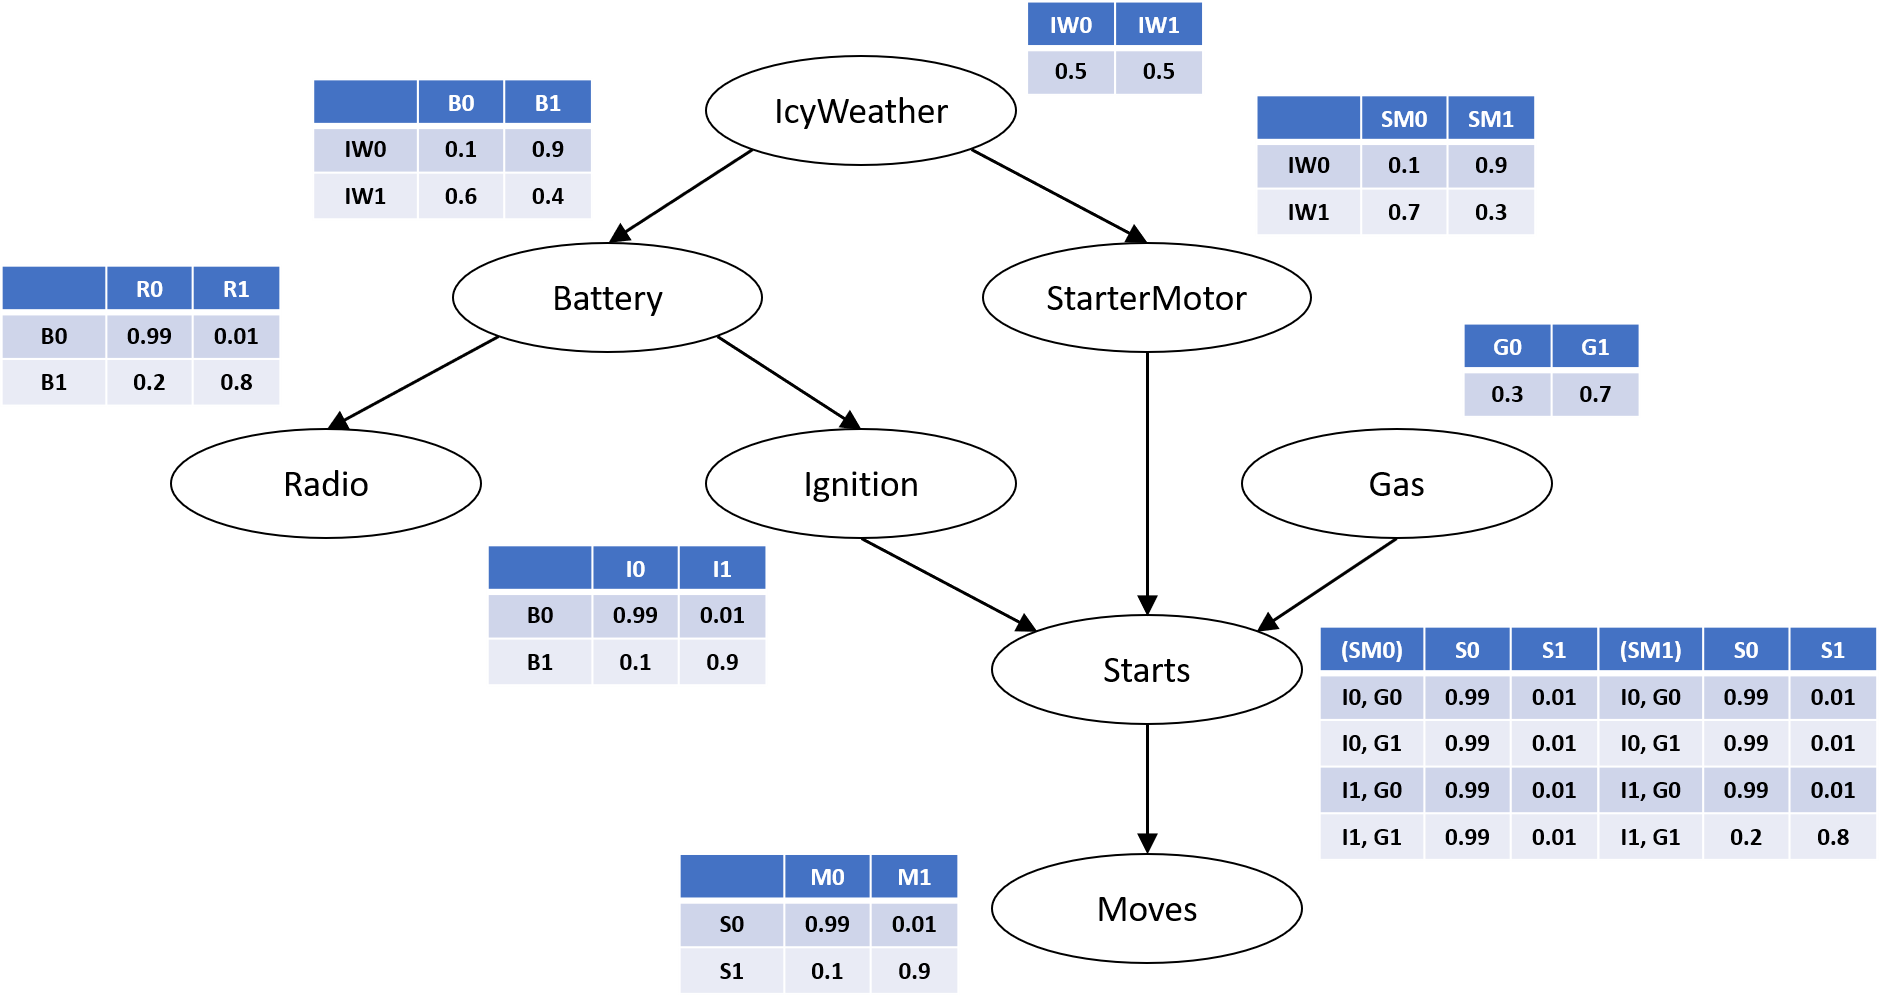 IW0 IW1
0.5 0.5
IcyWeather
B0 B1
IW0 0.1 0.9
IW1 0.6 0.4
SM0 SM1
IW0 0.1 0.9
IW1 0.7 0.3
R0 R1
B0 0.99 0.01
B1 0.2 0.8
Battery
StarterMotor
G0 G1
0.3 0.7
Radio
Ignition
Gas
I0 I1
B0 0.99 0.01
B1 0.1 0.9
Starts
(SM0) S0 S1 (SM1) S0 S1
I0, G0 0.99 0.01 I0, G0 0.99 0.01
I0, G1 0.99 0.01 I0, G1 0.99 0.01
I1, G0 0.99 0.01 I1, G0 0.99 0.01
I1, G1 0.99 0.01 I1, G1 0.2 0.8
M0 M1
S0 0.99 0.01
S1 0.1 0.9
Moves